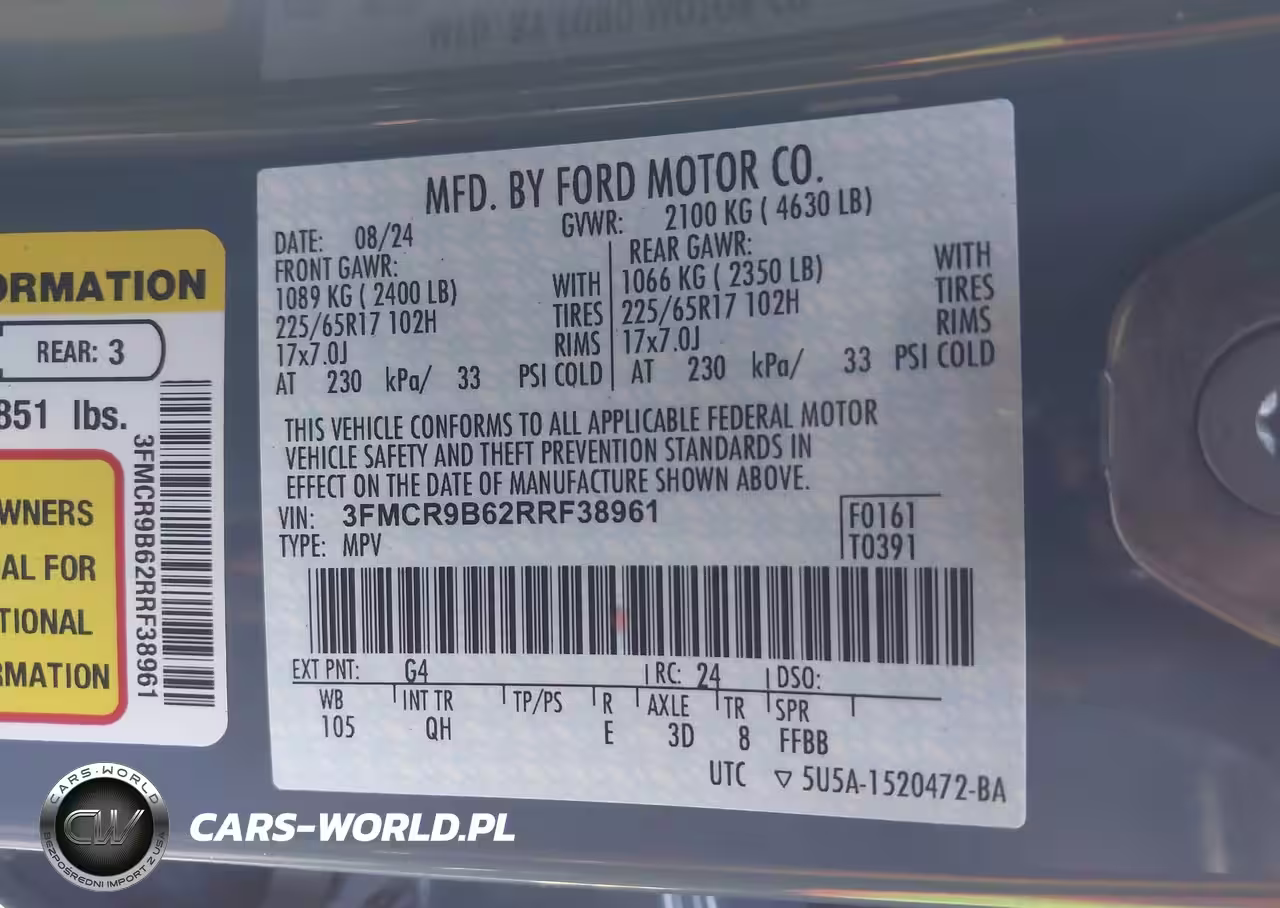 MFD. BY FORD MOTOR CO.
DATE: 08/24 GVWR: 2100 KG ( 4630 LB)
FRONT GAWR: REAR GAWR:
1089 KG ( 2400 LB) WITH 1066 KG ( 2350 LB) WITH
225/65R17 102H TIRES 225/65R17 102H TIRES
17x7.0J RIMS 17x7.0J RIMS
AT 230 kPa/ 33 PSI COLD AT 230 kPa/ 33 PSI COLD
THIS VEHICLE CONFORMS TO ALL APPLICABLE FEDERAL MOTOR
VEHICLE SAFETY AND THEFT PREVENTION STANDARDS IN
EFFECT ON THE DATE OF MANUFACTURE SHOWN ABOVE.
VIN: 3FMCR9B62RRF38961 F0161
TYPE: MPV T0391
EXT PNT: G4 RC: 24 DSO:
WB INT TR TP/PS R AXLE TR SPR
105 QH E 3D 8 FFBB
UTC ▽ 5U5A-1520472-BA
ORMATION
REAR: 3
851 lbs.
3FMCR9B62RRF38961
WNERS
AL FOR
TIONAL
RMATION
CARS-WORLD
CW
BEZPOŚREDNI IMPORT Z USA
CARS-WORLD.PL